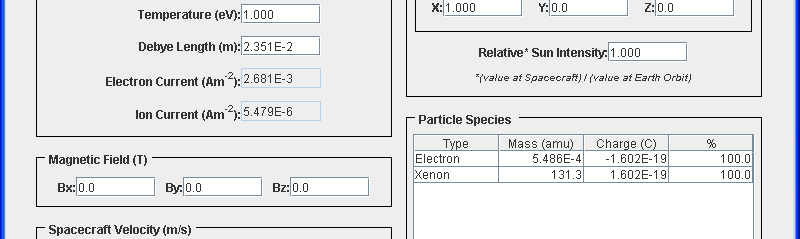 Temperature (eV): 1.000
Debye Length (m): 2.351E-2
Electron Current (Am-2): 2.681E-3
Ion Current (Am-2): 5.479E-6
Magnetic Field (T)
Bx: 0.0 By: 0.0 Bz: 0.0
Spacecraft Velocity (m/s)
X: 1.000 Y: 0.0 Z: 0.0
Relative* Sun Intensity: 1.000
*(value at Spacecraft) / (value at Earth Orbit)
Particle Species
Type Mass (amu) Charge (C) %
Electron 5.486E-4 -1.602E-19 100.0
Xenon 131.3 1.602E-19 100.0